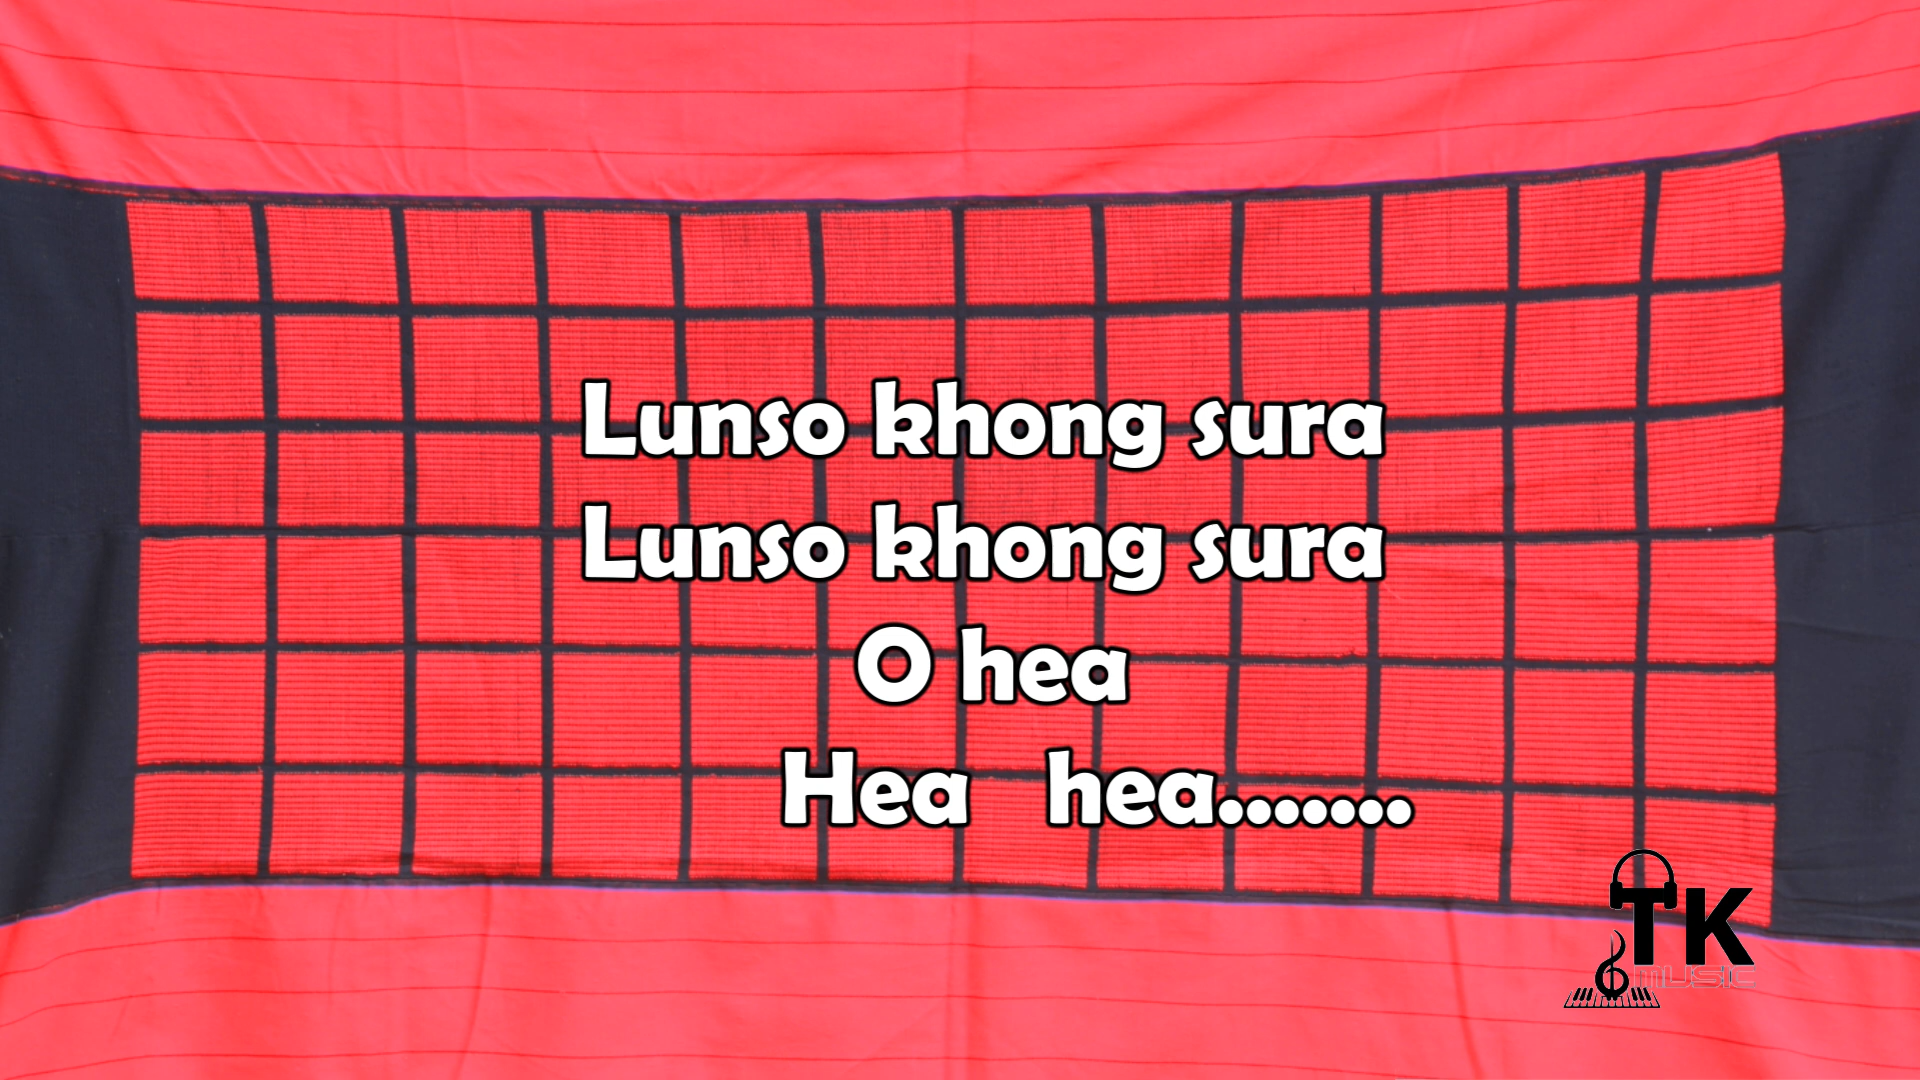 Lunso khong sura
Lunso khong sura
O hea
Hea hea.......
TK
MUSIC